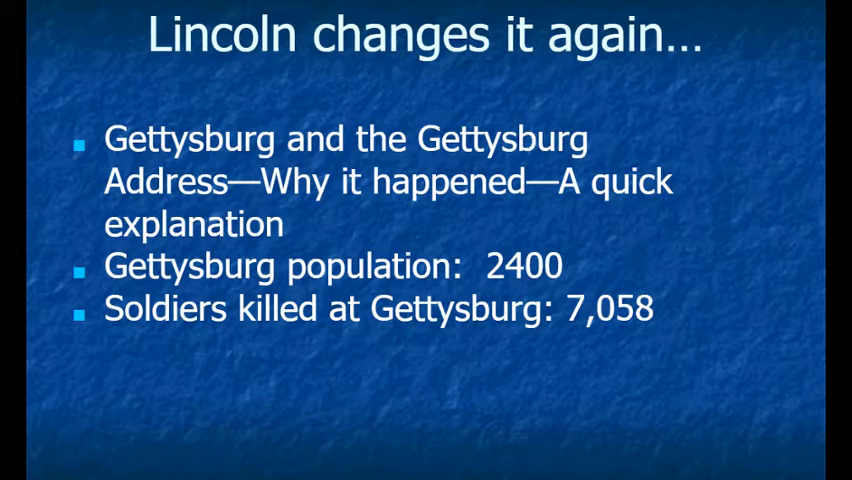 Lincoln changes it again…
Gettysburg and the Gettysburg
Address—Why it happened—A quick
explanation
Gettysburg population:  2400
Soldiers killed at Gettysburg: 7,058